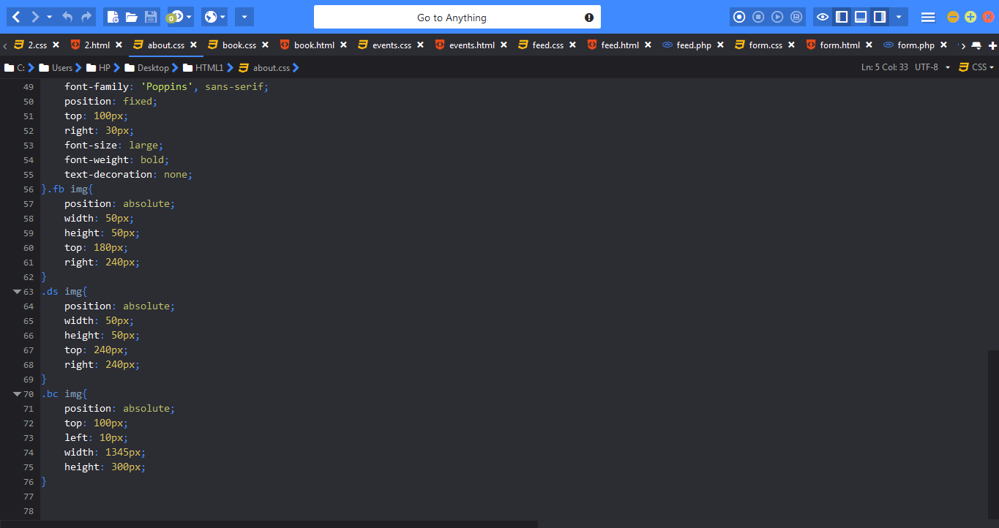 Go to Anything
0
2.css 2.html about.css book.css book.html events.css events.html feed.css feed.html feed.php form.css form.html form.php
C: Users HP Desktop HTML1 about.css Ln: 5 Col: 33 UTF-8 CSS
49 font-family: 'Poppins', sans-serif;
50 position: fixed;
51 top: 100px;
52 right: 30px;
53 font-size: large;
54 font-weight: bold;
55 text-decoration: none;
56 }.fb img{
57 position: absolute;
58 width: 50px;
59 height: 50px;
60 top: 180px;
61 right: 240px;
62 }
63 .ds img{
64 position: absolute;
65 width: 50px;
66 height: 50px;
67 top: 240px;
68 right: 240px;
69 }
70 .bc img{
71 position: absolute;
72 top: 100px;
73 left: 10px;
74 width: 1345px;
75 height: 300px;
76 }
77
78